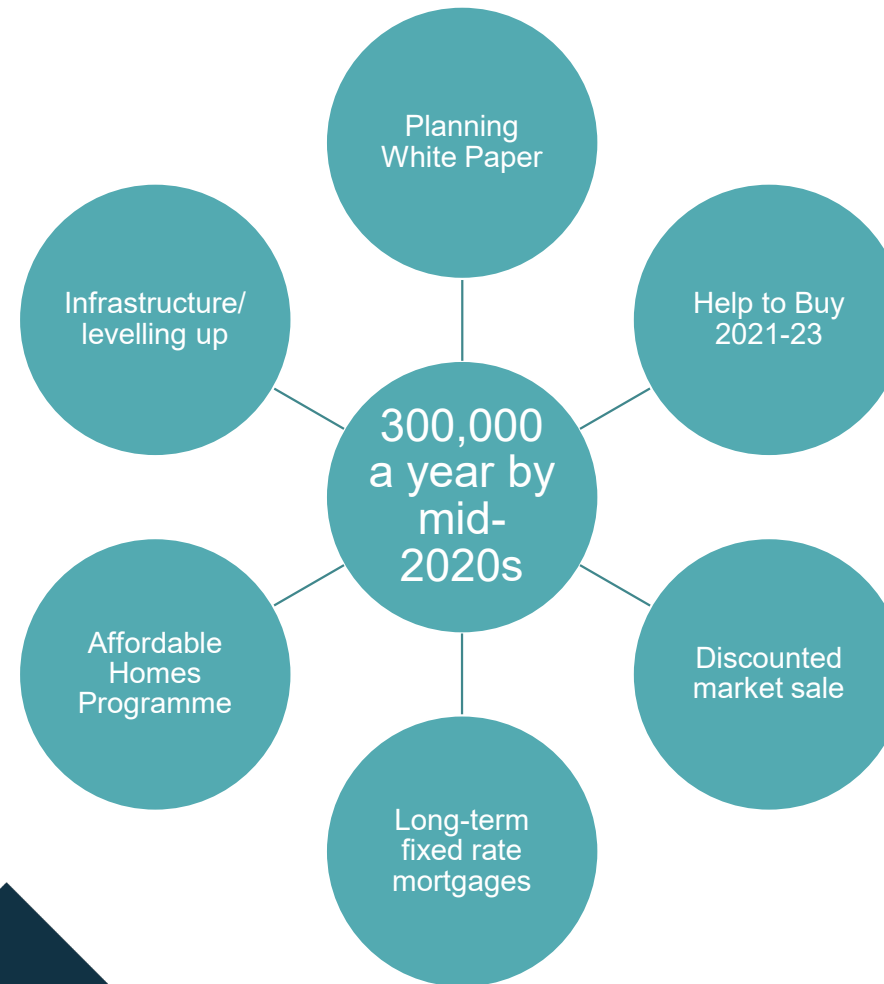 Planning
White Paper
Infrastructure/
levelling up
Help to Buy
2021-23
300,000
a year by
mid-
2020s
Affordable
Homes
Programme
Discounted
market sale
Long-term
fixed rate
mortgages